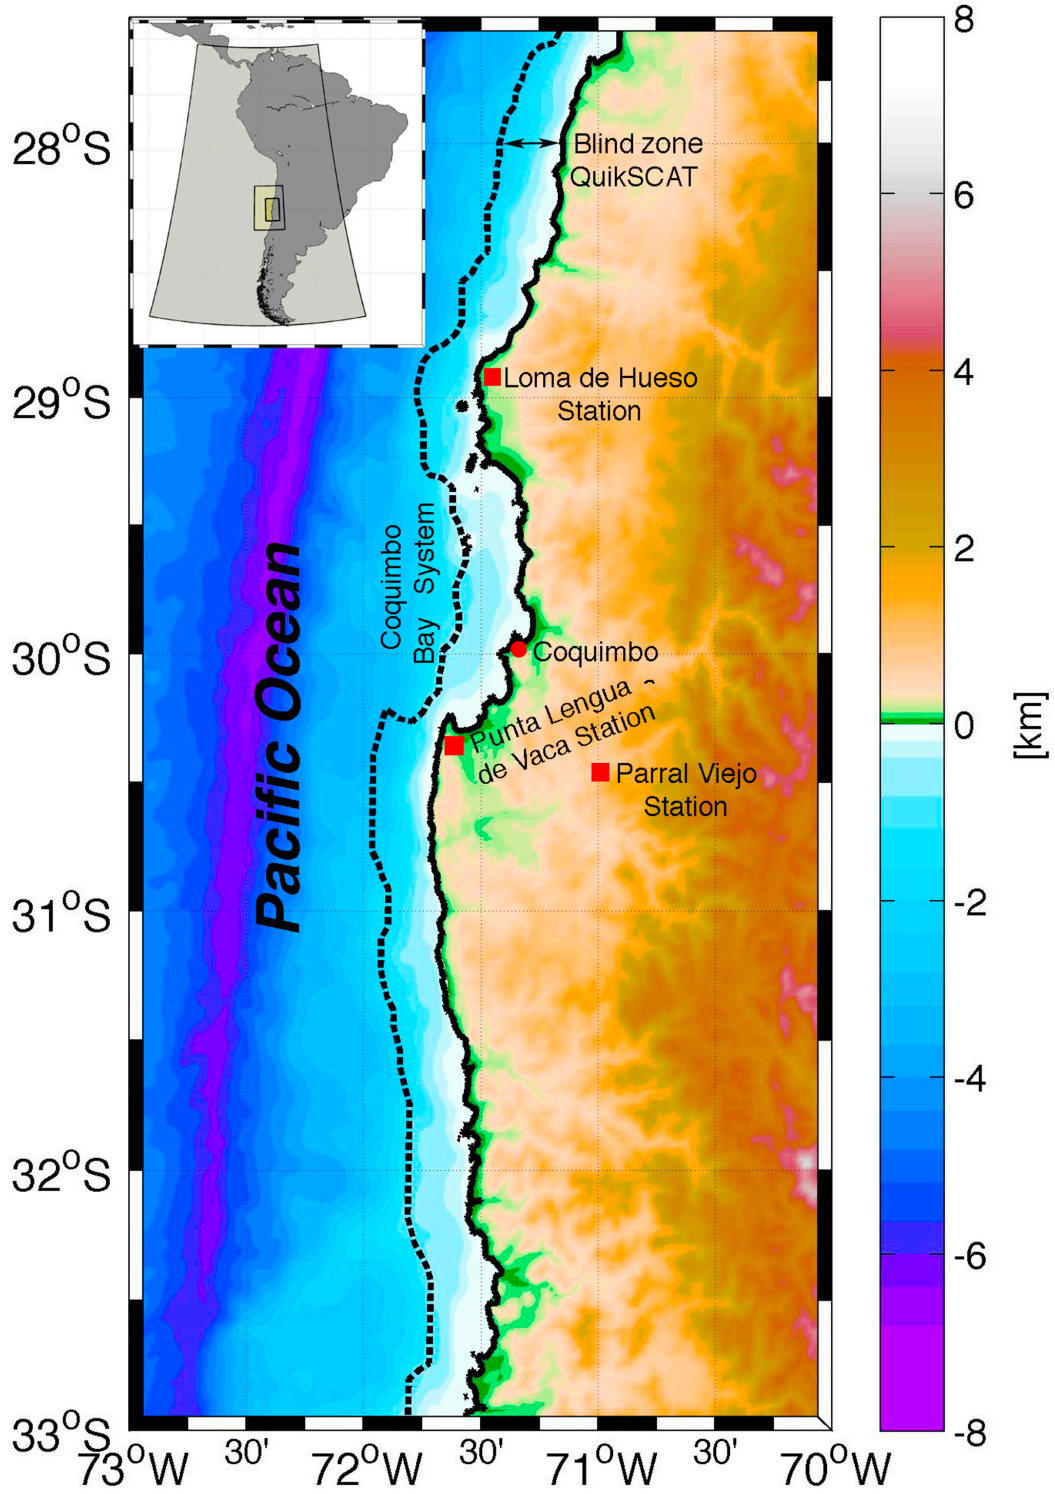 28°S
29°S
30°S
31°S
32°S
33°S
73°W
30'
72°W
30'
71°W
30'
70°W
Blind zone
QuikSCAT
Loma de Hueso
Station
Coquimbo
Bay System
Pacific Ocean
Coquimbo
Punta Lengua
de Vaca Station
Parral Viejo
Station
8
6
4
2
0
-2
-4
-6
-8
[km]